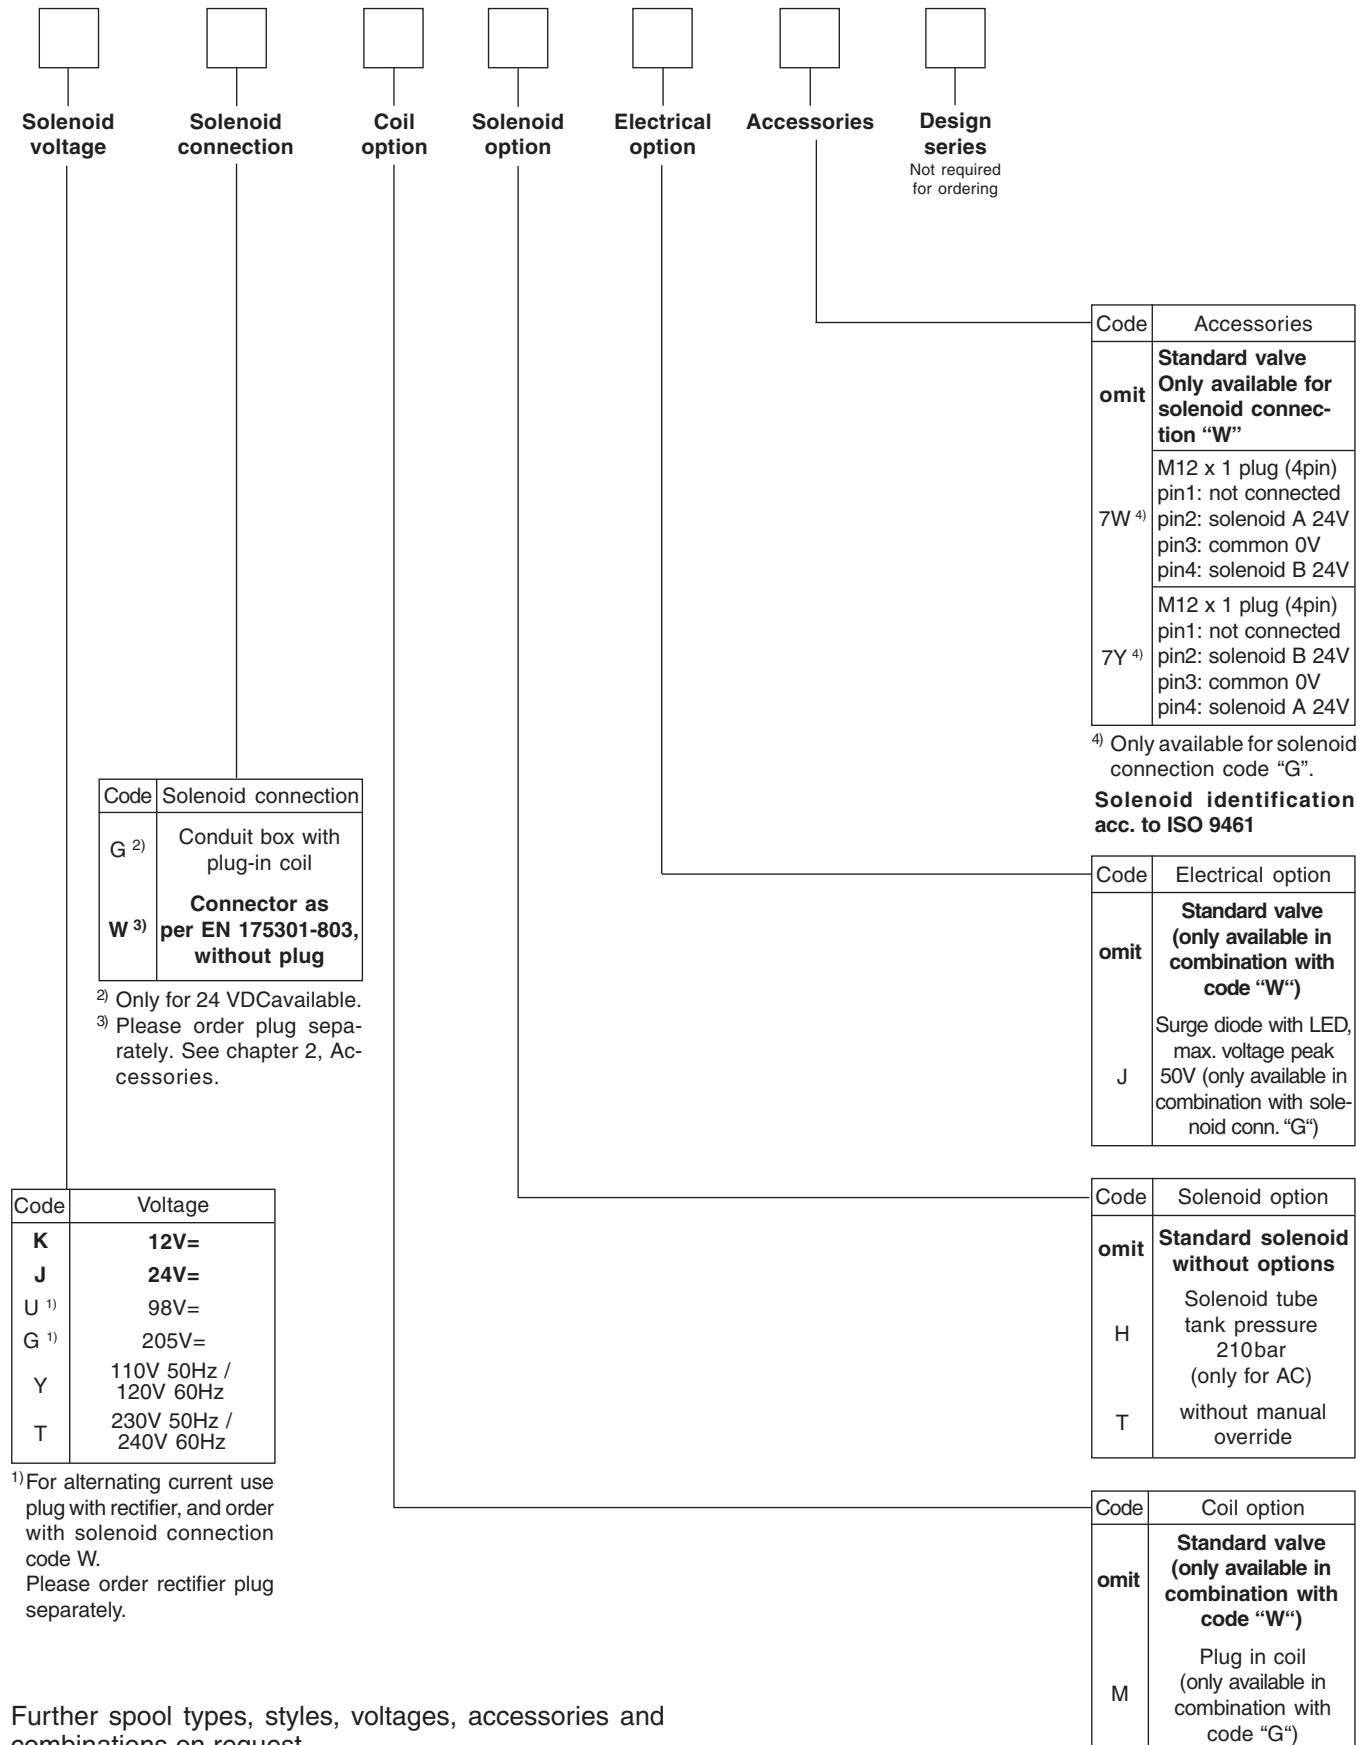 Solenoid voltage
Solenoid connection
Coil option
Solenoid option
Electrical option
Accessories
Design series
Not required
for ordering
Code Accessories
omit Standard valve
Only available for
solenoid connec-
tion “W”
M12 x 1 plug (4pin)
pin1: not connected
7W 4) pin2: solenoid A 24V
pin3: common 0V
pin4: solenoid B 24V
M12 x 1 plug (4pin)
pin1: not connected
7Y 4) pin2: solenoid B 24V
pin3: common 0V
pin4: solenoid A 24V
4) Only available for solenoid
connection code “G”.
Solenoid identification
acc. to ISO 9461
Code Solenoid connection
G 2) Conduit box with
plug-in coil
W 3) Connector as
per EN 175301-803,
without plug
2) Only for 24 VDCavailable.
3) Please order plug sepa-
rately. See chapter 2, Ac-
cessories.
Code Electrical option
omit Standard valve
(only available in
combination with
code “W“)
J Surge diode with LED,
max. voltage peak
50V (only available in
combination with sole-
noid conn. “G“)
Code Voltage
K 12V=
J 24V=
U 1) 98V=
G 1) 205V=
Y 110V 50Hz /
120V 60Hz
T 230V 50Hz /
240V 60Hz
1) For alternating current use
plug with rectifier, and order
with solenoid connection
code W.
Please order rectifier plug
separately.
Code Solenoid option
omit Standard solenoid
without options
H Solenoid tube
tank pressure
210bar
(only for AC)
T without manual
override
Code Coil option
omit Standard valve
(only available in
combination with
code “W“)
M Plug in coil
(only available in
combination with
code “G“)
Further spool types, styles, voltages, accessories and
combinations on request